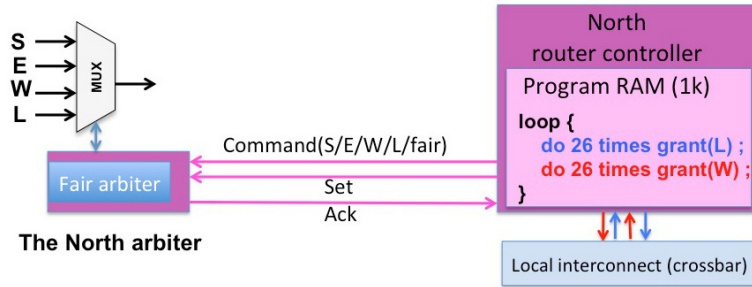 S
E
W
L
MUX
Fair arbiter
The North arbiter
Command(S/E/W/L/fair)
Set
Ack
North
router controller
Program RAM (1k)
loop {
do 26 times grant(L) ;
do 26 times grant(W) ;
}
Local interconnect (crossbar)